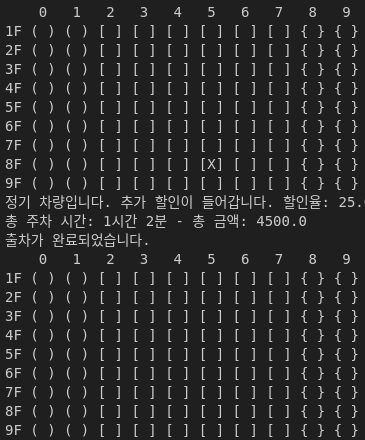 0 1 2 3 4 5 6 7 8 9
1F ( ) ( ) [ ] [ ] [ ] [ ] [ ] [ ] { } { }
2F ( ) ( ) [ ] [ ] [ ] [ ] [ ] [ ] { } { }
3F ( ) ( ) [ ] [ ] [ ] [ ] [ ] [ ] { } { }
4F ( ) ( ) [ ] [ ] [ ] [ ] [ ] [ ] { } { }
5F ( ) ( ) [ ] [ ] [ ] [ ] [ ] [ ] { } { }
6F ( ) ( ) [ ] [ ] [ ] [ ] [ ] [ ] { } { }
7F ( ) ( ) [ ] [ ] [ ] [ ] [ ] [ ] { } { }
8F ( ) ( ) [ ] [ ] [ ] [X] [ ] [ ] { } { }
9F ( ) ( ) [ ] [ ] [ ] [ ] [ ] [ ] { } { }
정기 차량입니다. 추가 할인이 들어갑니다. 할인율: 25.
총 주차 시간: 1시간 2분 - 총 금액: 4500.0
출차가 완료되었습니다.
0 1 2 3 4 5 6 7 8 9
1F ( ) ( ) [ ] [ ] [ ] [ ] [ ] [ ] { } { }
2F ( ) ( ) [ ] [ ] [ ] [ ] [ ] [ ] { } { }
3F ( ) ( ) [ ] [ ] [ ] [ ] [ ] [ ] { } { }
4F ( ) ( ) [ ] [ ] [ ] [ ] [ ] [ ] { } { }
5F ( ) ( ) [ ] [ ] [ ] [ ] [ ] [ ] { } { }
6F ( ) ( ) [ ] [ ] [ ] [ ] [ ] [ ] { } { }
7F ( ) ( ) [ ] [ ] [ ] [ ] [ ] [ ] { } { }
8F ( ) ( ) [ ] [ ] [ ] [ ] [ ] [ ] { } { }
9F ( ) ( ) [ ] [ ] [ ] [ ] [ ] [ ] { } { }